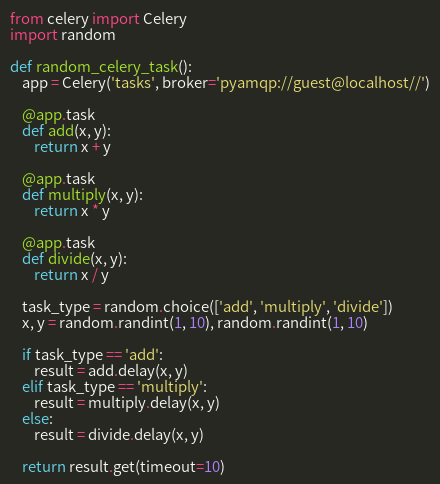 from celery import Celery
import random
def random_celery_task():
app = Celery('tasks', broker='pyamqp://guest@localhost//')
@app.task
def add(x, y):
return x + y
@app.task
def multiply(x, y):
return x * y
@app.task
def divide(x, y):
return x / y
task_type = random.choice(['add', 'multiply', 'divide'])
x, y = random.randint(1, 10), random.randint(1, 10)
if task_type == 'add':
result = add.delay(x, y)
elif task_type == 'multiply':
result = multiply.delay(x, y)
else:
result = divide.delay(x, y)
return result.get(timeout=10)